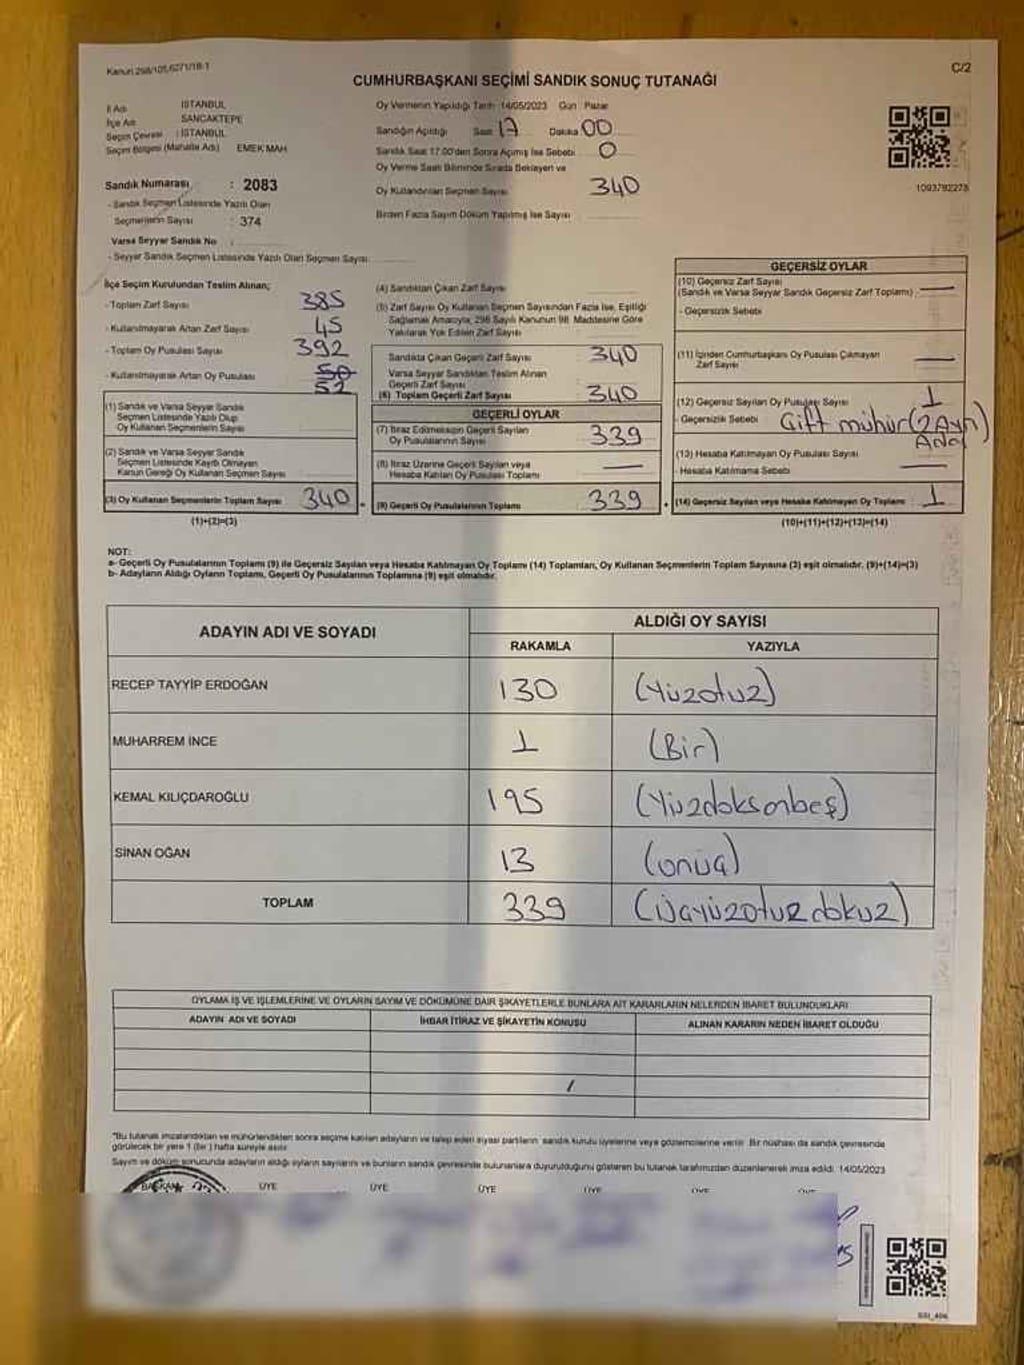 Kanun 298/105,6271/18-1
C/2
CUMHURBAŞKANI SEÇİMİ SANDIK SONUÇ TUTANAĞI
İl Adı : İSTANBUL
İlçe Adı SANCAKTEPE
Seçim Çevresi : İSTANBUL
Seçim Bölgesi (Mahalle Adı) EMEK MAH
Sandık Numarası : 2083
- Sandık Seçmen Listesinde Yazılı Olan
Seçmenlerin Sayısı : 374
Varsa Seyyar Sandık No :
- Seyyar Sandık Seçmen Listesinde Yazılı Olan Seçmen Sayısı:
Oy Vermenin Yapıldığı Tarih :14/05/2023 Gün : Pazar
Sandığın Açıldığı Saat 17 Dakika 00
Sandık Saat 17.00'den Sonra Açılmış İse Sebebi 0
Oy Verme Saati Bitiminde Sırada Bekleyen ve
Oy Kullandırılan Seçmen Sayısı 340
Birden Fazla Sayım Döküm Yapılmış İse Sayısı
1093792278
İlçe Seçim Kurulundan Teslim Alınan;
- Toplam Zarf Sayısı 385
- Kullanılmayarak Artan Zarf Sayısı 45
- Toplam Oy Pusulası Sayısı 392
- Kullanılmayarak Artan Oy Pusulası 50
52
(1) Sandık ve Varsa Seyyar Sandık
Seçmen Listesinde Yazılı Olup
Oy Kullanan Seçmenlerin Sayısı
(2) Sandık ve Varsa Seyyar Sandık
Seçmen Listesinde Kayıtlı Olmayan
Kanun Gereği Oy Kullanan Seçmen Sayısı
(3) Oy Kullanan Seçmenlerin Toplam Sayısı 340
(1)+(2)=(3)
(4) Sandıktan Çıkan Zarf Sayısı
(5) Zarf Sayısı Oy Kullanan Seçmen Sayısından Fazla İse, Eşitliği
Sağlamak Amacıyla, 298 Sayılı Kanunun 98. Maddesine Göre
Yakılarak Yok Edilen Zarf Sayısı
Sandıkta Çıkan Geçerli Zarf Sayısı 340
Varsa Seyyar Sandıktan Teslim Alınan
Geçerli Zarf Sayısı
(6) Toplam Geçerli Zarf Sayısı 340
GEÇERLİ OYLAR
(7) İtiraz Edilmeksizin Geçerli Sayılan
Oy Pusulalarının Sayısı 339
(8) İtiraz Üzerine Geçerli Sayılan veya
Hesaba Katılan Oy Pusulası Toplamı —
(9) Geçerli Oy Pusulalarının Toplamı 339
GEÇERSİZ OYLAR
(10) Geçersiz Zarf Sayısı
(Sandık ve Varsa Seyyar Sandık Geçersiz Zarf Toplamı) —
- Geçersizlik Sebebi
(11) İçinden Cumhurbaşkanı Oy Pusulası Çıkmayan
Zarf Sayısı —
(12) Geçersiz Sayılan Oy Pusulası Sayısı 1
- Geçersizlik Sebebi Çift mühür (2 Ayrı
Aday)
(13) Hesaba Katılmayan Oy Pusulası Sayısı —
- Hesaba Katılmama Sebebi
(14) Geçersiz Sayılan veya Hesaba Katılmayan Oy Toplamı 1
(10)+(11)+(12)+(13)=(14)
NOT:
a- Geçerli Oy Pusulalarının Toplamı (9) ile Geçersiz Sayılan veya Hesaba Katılmayan Oy Toplamı (14) Toplamları, Oy Kullanan Seçmenlerin Toplam Sayısına (3) eşit olmalıdır. (9)+(14)=(3)
b- Adayların Aldığı Oyların Toplamı, Geçerli Oy Pusulalarının Toplamına (9) eşit olmalıdır.
ADAYIN ADI VE SOYADI
ALDIĞI OY SAYISI
RAKAMLA YAZIYLA
RECEP TAYYİP ERDOĞAN 130 (Yüzotuz)
MUHARREM İNCE 1 (Bir)
KEMAL KILIÇDAROĞLU 195 (Yüzdoksanbeş)
SİNAN OĞAN 13 (onüç)
TOPLAM 339 (Üçyüzotuzdokuz)
OYLAMA İŞ VE İŞLEMLERİNE VE OYLARIN SAYIM VE DÖKÜMÜNE DAİR ŞİKAYETLERLE BUNLARA AİT KARARLARIN NELERDEN İBARET BULUNDUKLARI
ADAYIN ADI VE SOYADI İHBAR İTİRAZ VE ŞİKAYETİN KONUSU ALINAN KARARIN NEDEN İBARET OLDUĞU
*Bu tutanak imzalandıktan ve mühürlendikten sonra seçime katılan adayların ve talep eden siyasi partilerin sandık kurulu üyelerine veya gözlemcilerine verilir. Bir nüshası da sandık çevresinde
görülecek bir yere 1 (bir) hafta süreyle asılır.
Sayım ve döküm sonucunda adayların aldığı oyların sayılarını ve bunların sandık çevresinde bulunanlara duyurulduğunu gösteren bu tutanak tarafımızdan düzenlenerek imza edildi. 14/05/2023
BAŞKAN ÜYE ÜYE ÜYE ÜYE ÜYE ÜYE